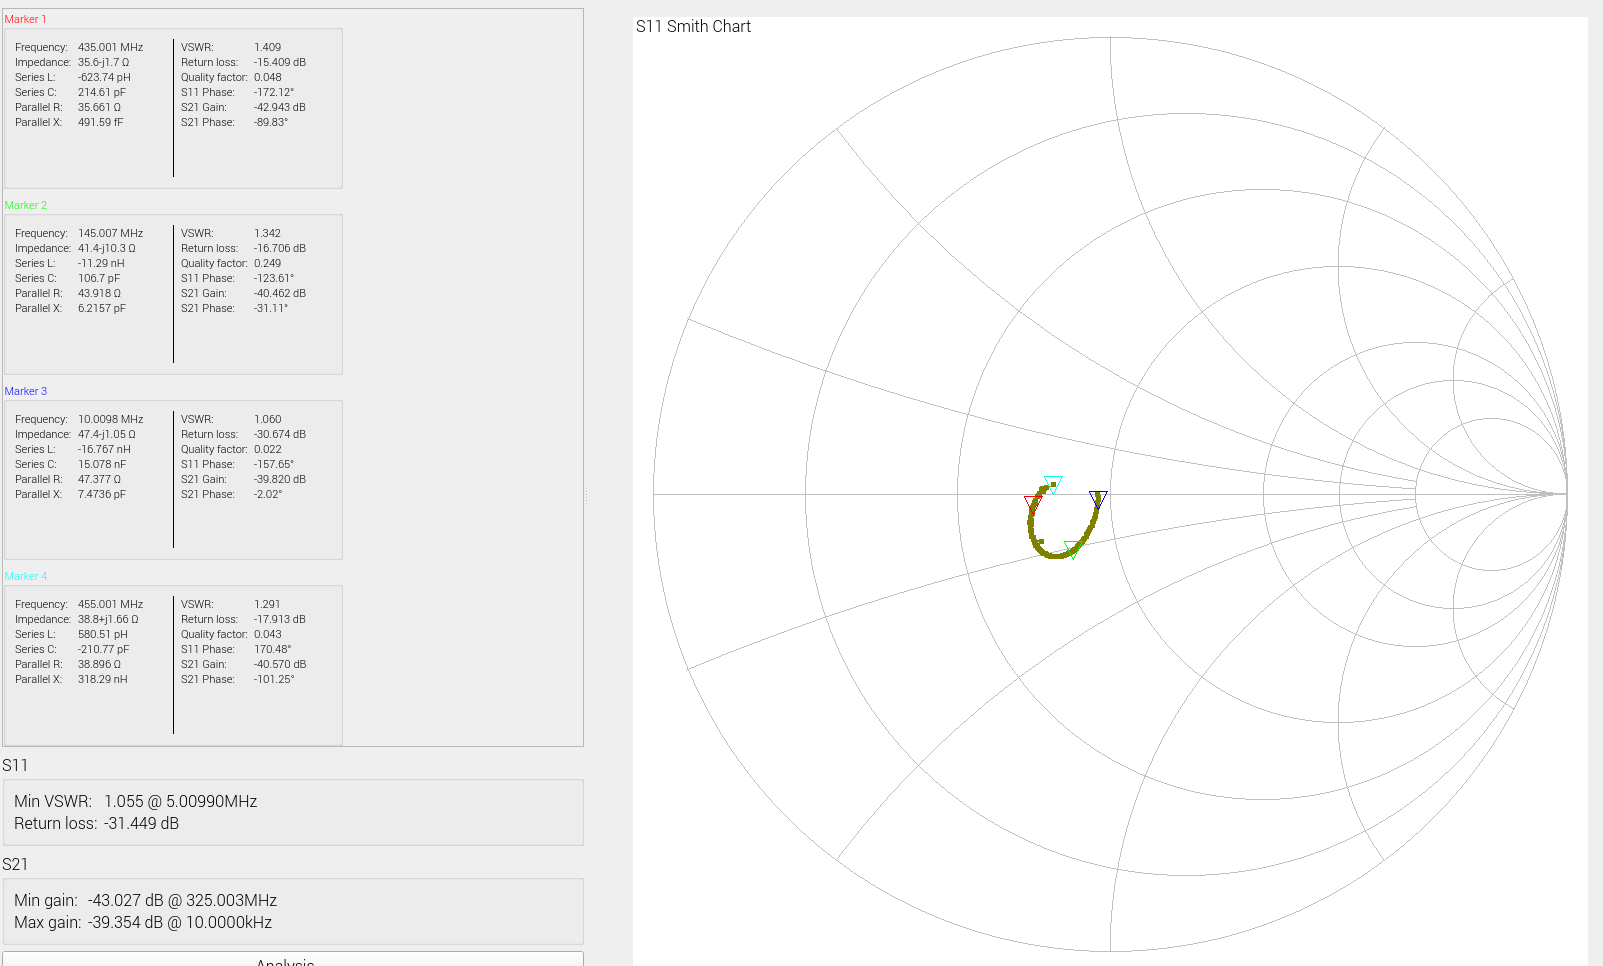 Marker 1
Frequency: 435.001 MHz VSWR: 1.409
Impedance: 35.6-j1.7 Ω Return loss: -15.409 dB
Series L: -623.74 pH Quality factor: 0.048
Series C: 214.61 pF S11 Phase: -172.12°
Parallel R: 35.661 Ω S21 Gain: -42.943 dB
Parallel X: 491.59 fF S21 Phase: -89.83°
Marker 2
Frequency: 145.007 MHz VSWR: 1.342
Impedance: 41.4-j10.3 Ω Return loss: -16.706 dB
Series L: -11.29 nH Quality factor: 0.249
Series C: 106.7 pF S11 Phase: -123.61°
Parallel R: 43.918 Ω S21 Gain: -40.462 dB
Parallel X: 6.2157 pF S21 Phase: -31.11°
Marker 3
Frequency: 10.0098 MHz VSWR: 1.060
Impedance: 47.4-j1.05 Ω Return loss: -30.674 dB
Series L: -16.767 nH Quality factor: 0.022
Series C: 15.078 nF S11 Phase: -157.65°
Parallel R: 47.377 Ω S21 Gain: -39.820 dB
Parallel X: 7.4736 pF S21 Phase: -2.02°
Marker 4
Frequency: 455.001 MHz VSWR: 1.291
Impedance: 38.8+j1.66 Ω Return loss: -17.913 dB
Series L: 580.51 pH Quality factor: 0.043
Series C: -210.77 pF S11 Phase: 170.48°
Parallel R: 38.896 Ω S21 Gain: -40.570 dB
Parallel X: 318.29 nH S21 Phase: -101.25°
S11
Min VSWR: 1.055 @ 5.00990MHz
Return loss: -31.449 dB
S21
Min gain: -43.027 dB @ 325.003MHz
Max gain: -39.354 dB @ 10.0000kHz
Analysis
S11 Smith Chart